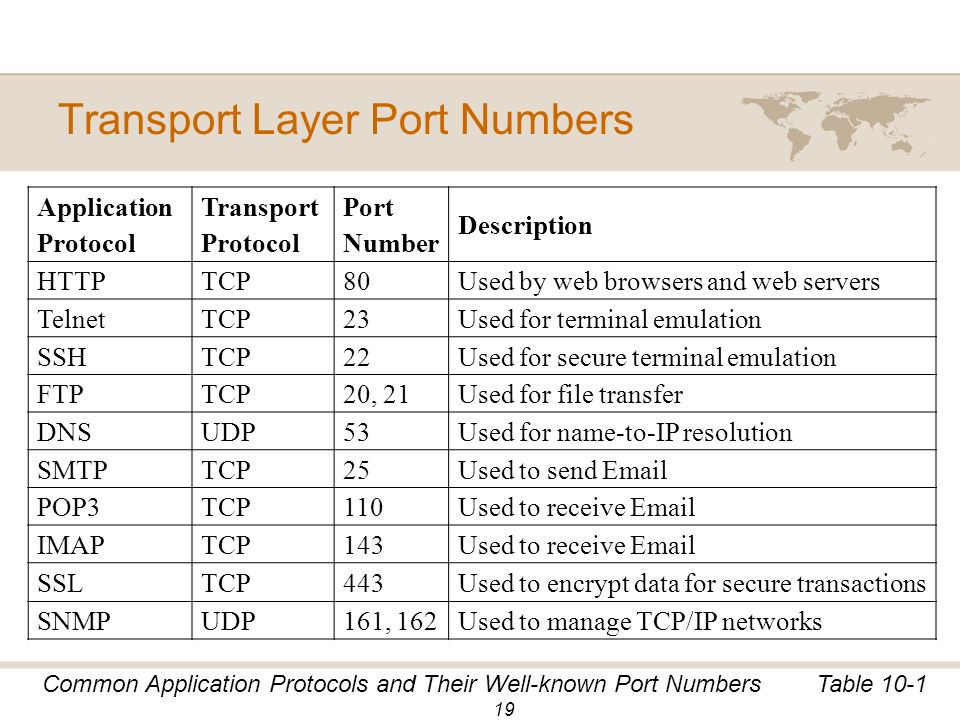 Transport Layer Port Numbers
Application Protocol Transport Protocol Port Number Description
HTTP TCP 80 Used by web browsers and web servers
Telnet TCP 23 Used for terminal emulation
SSH TCP 22 Used for secure terminal emulation
FTP TCP 20, 21 Used for file transfer
DNS UDP 53 Used for name-to-IP resolution
SMTP TCP 25 Used to send Email
POP3 TCP 110 Used to receive Email
IMAP TCP 143 Used to receive Email
SSL TCP 443 Used to encrypt data for secure transactions
SNMP UDP 161, 162 Used to manage TCP/IP networks
Common Application Protocols and Their Well-known Port Numbers Table 10-1
19